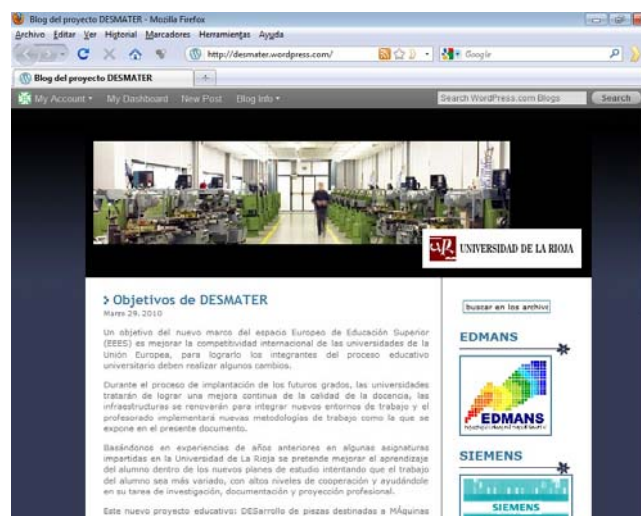 Blog del proyecto DESMATER - Mozilla Firefox
Archivo Editar Ver Historial Marcadores Herramientas Ayuda
http://desmater.wordpress.com/
Google
Blog del proyecto DESMATER
My Account
My Dashboard
New Post
Blog Info
Search WordPress.com Blogs
Search
UNIVERSIDAD DE LA RIOJA
Objetivos de DESMATER
Marzo 29, 2010
Un objetivo del nuevo marco del espacio Europeo de Educación Superior
(EEES) es mejorar la competitividad internacional de las universidades de la
Unión Europea, para lograrlo los integrantes del proceso educativo
universitario deben realizar algunos cambios.
Durante el proceso de implantación de los futuros grados, las universidades
tratarán de lograr una mejora continua de la calidad de la docencia, las
infraestructuras se renovarán para integrar nuevos entornos de trabajo y el
profesorado implementará nuevas metodologías de trabajo como la que se
expone en el presente documento.
Basándonos en experiencias de años anteriores en algunas asignaturas
impartidas en la Universidad de La Rioja se pretende mejorar el aprendizaje
del alumno dentro de los nuevos planes de estudio intentando que el trabajo
del alumno sea más variado, con altos niveles de cooperación y ayudándole
en su tarea de investigación, documentación y proyección profesional.
Este nuevo proyecto educativo: DESarrollo de piezas destinadas a MÁquinas
buscar en los archive
EDMANS
EDMANS
SIEMENS
SIEMENS